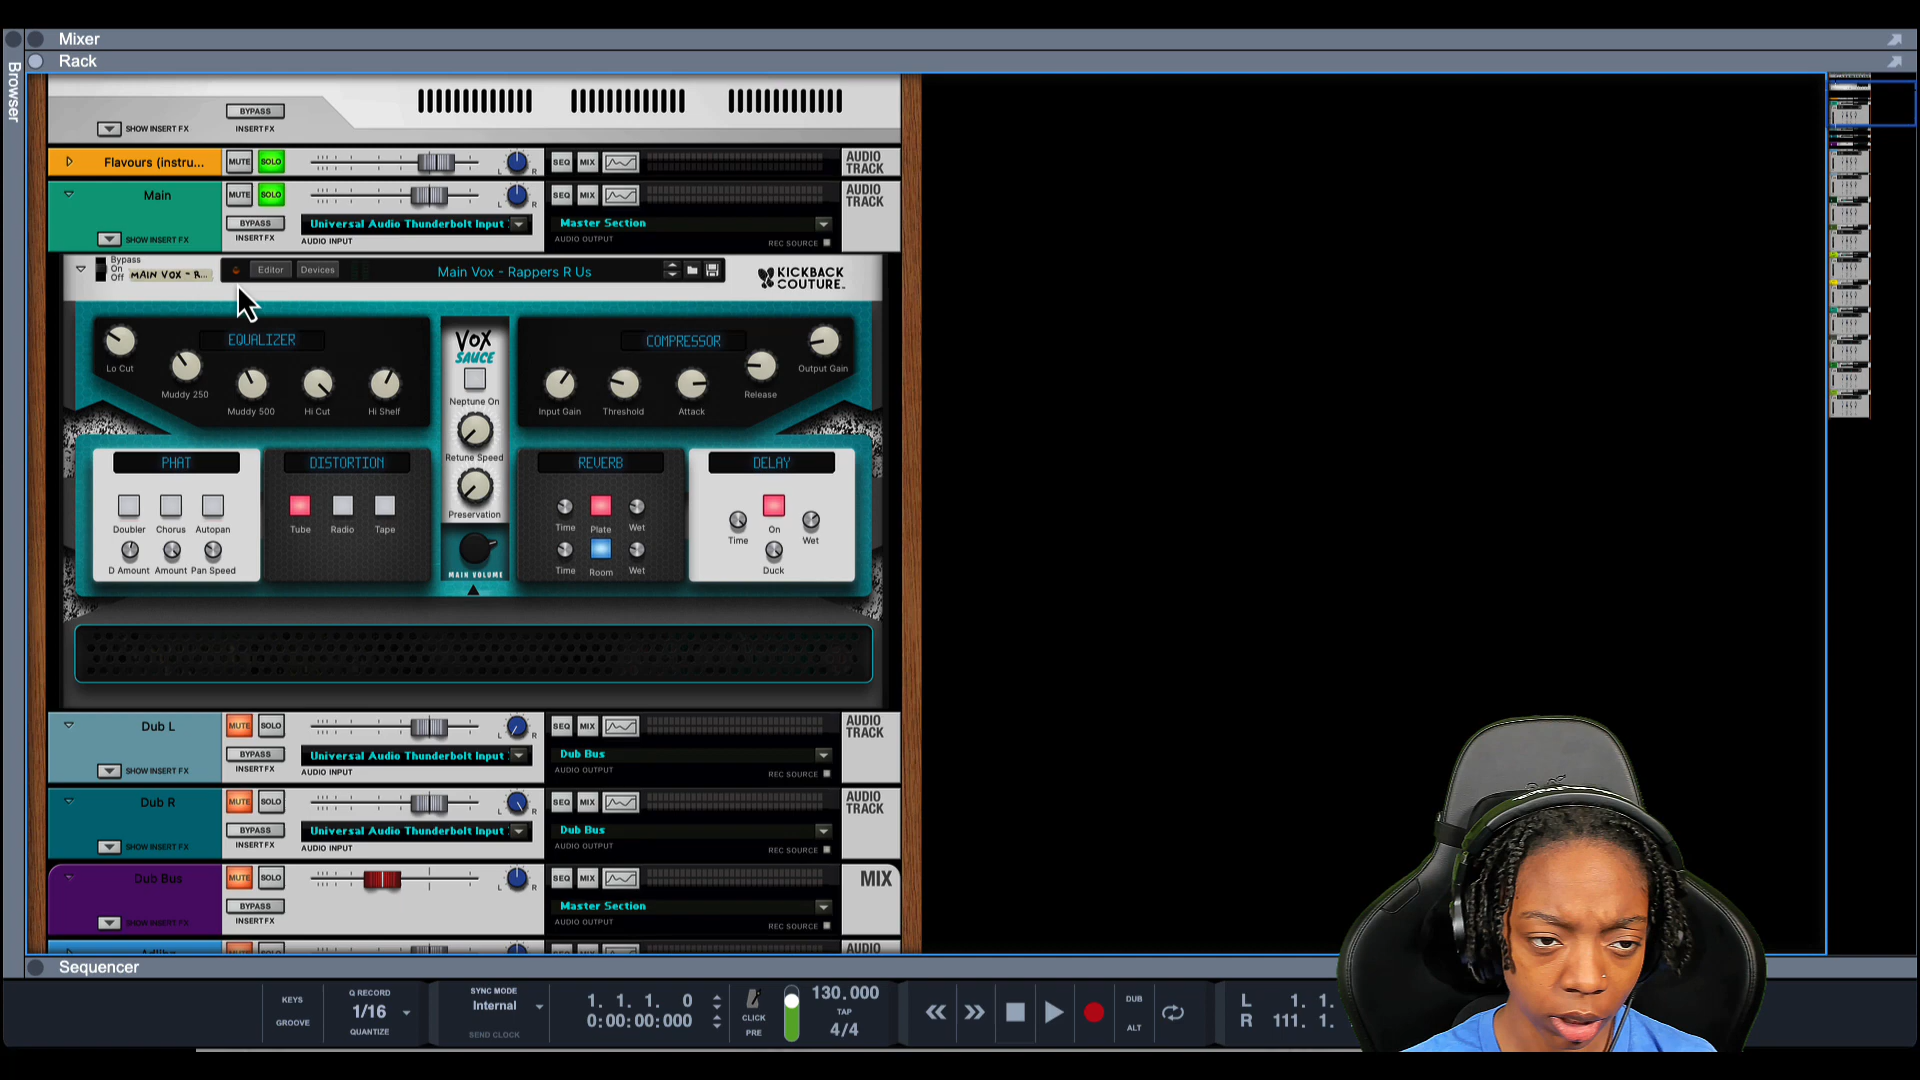 Mixer
Rack
Browser
BYPASS
SHOW INSERT FX
INSERT FX
Flavours (instru...
MUTE
SOLO
L
R
SEQ
MIX
AUDIO TRACK
Main
MUTE
SOLO
L
R
SEQ
MIX
AUDIO TRACK
BYPASS
Universal Audio Thunderbolt Input
Master Section
SHOW INSERT FX
INSERT FX
AUDIO INPUT
AUDIO OUTPUT
REC SOURCE
Bypass
On
Off
MAIN VOX - R...
Editor
Devices
Main Vox - Rappers R Us
KICKBACK COUTURE
EQUALIZER
Lo Cut
Muddy 250
Muddy 500
Hi Cut
Hi Shelf
VOX SAUCE
Neptune On
Retune Speed
Preservation
MAIN VOLUME
COMPRESSOR
Input Gain
Threshold
Attack
Release
Output Gain
PHAT
Doubler
Chorus
Autopan
D Amount
Amount
Pan Speed
DISTORTION
Tube
Radio
Tape
REVERB
Time
Plate
Wet
Time
Room
Wet
DELAY
Time
On
Wet
Duck
Dub L
MUTE
SOLO
L
R
SEQ
MIX
AUDIO TRACK
BYPASS
Universal Audio Thunderbolt Input
Dub Bus
SHOW INSERT FX
INSERT FX
AUDIO INPUT
AUDIO OUTPUT
REC SOURCE
Dub R
MUTE
SOLO
L
R
SEQ
MIX
AUDIO TRACK
BYPASS
Universal Audio Thunderbolt Input
Dub Bus
SHOW INSERT FX
INSERT FX
AUDIO INPUT
AUDIO OUTPUT
REC SOURCE
Dub Bus
MUTE
SOLO
L
R
SEQ
MIX
MIX
BYPASS
Master Section
SHOW INSERT FX
INSERT FX
AUDIO OUTPUT
REC SOURCE
AUDIO
Sequencer
KEYS
GROOVE
Q RECORD
1/16
QUANTIZE
SYNC MODE
Internal
SEND CLOCK
1. 1. 1. 0
0:00:00:000
CLICK
PRE
130.000
TAP
4/4
DUB
ALT
L 1. 1.
R 111. 1.